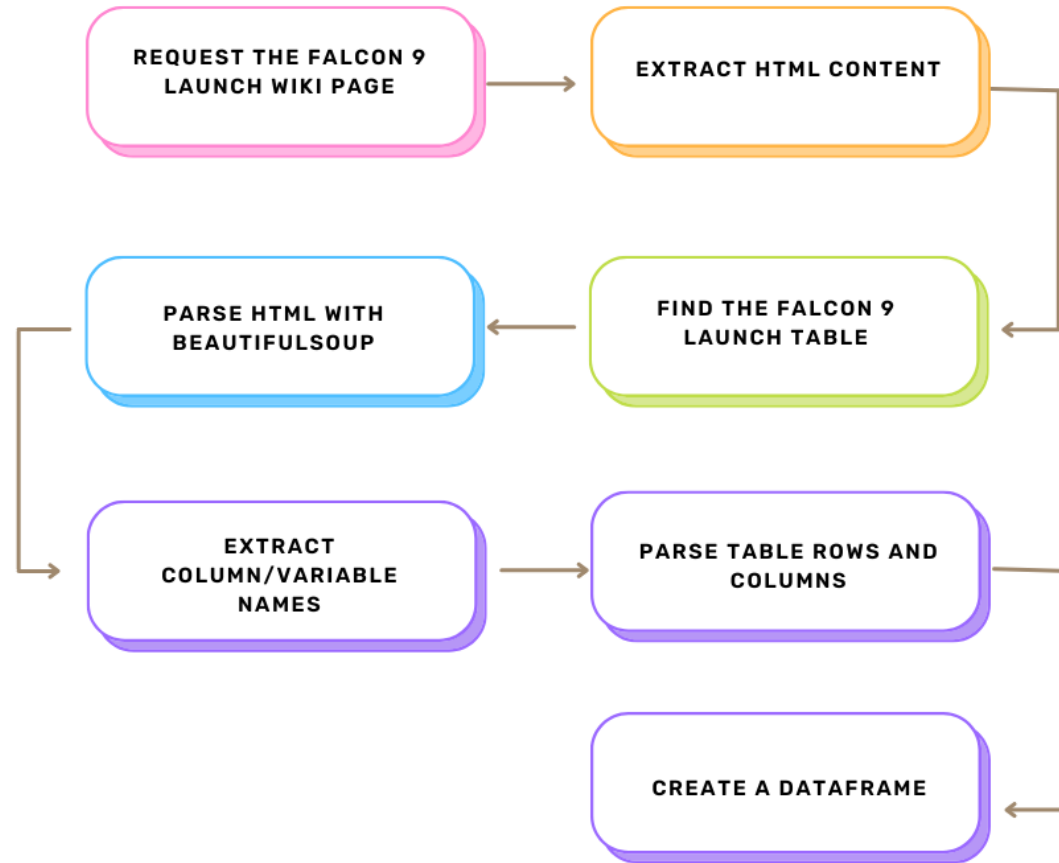 REQUEST THE FALCON 9
LAUNCH WIKI PAGE
EXTRACT HTML CONTENT
FIND THE FALCON 9
LAUNCH TABLE
PARSE HTML WITH
BEAUTIFULSOUP
EXTRACT
COLUMN/VARIABLE
NAMES
PARSE TABLE ROWS AND
COLUMNS
CREATE A DATAFRAME